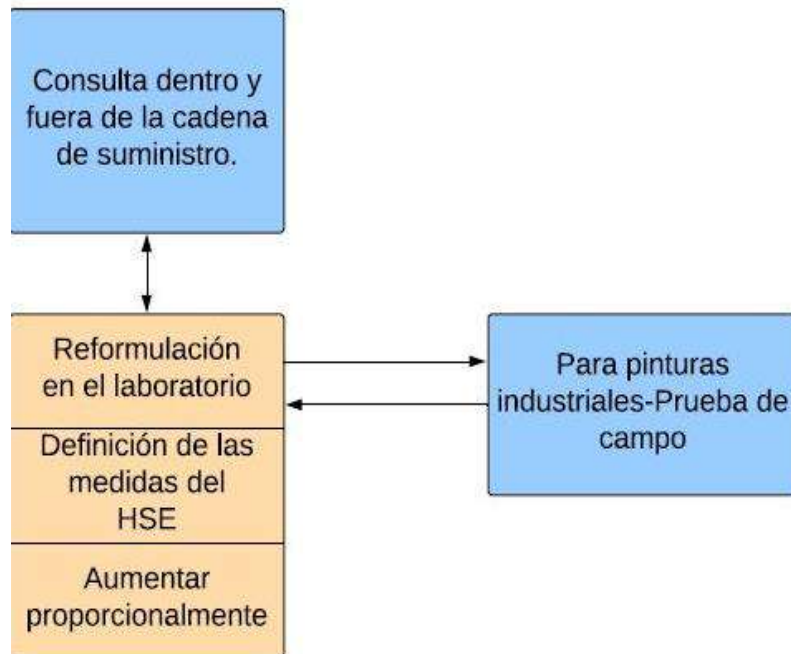 Consulta dentro y
fuera de la cadena
de suministro.
Reformulación
en el laboratorio
Para pinturas
industriales-Prueba de
campo
Definición de las
medidas del
HSE
Aumentar
proporcionalmente